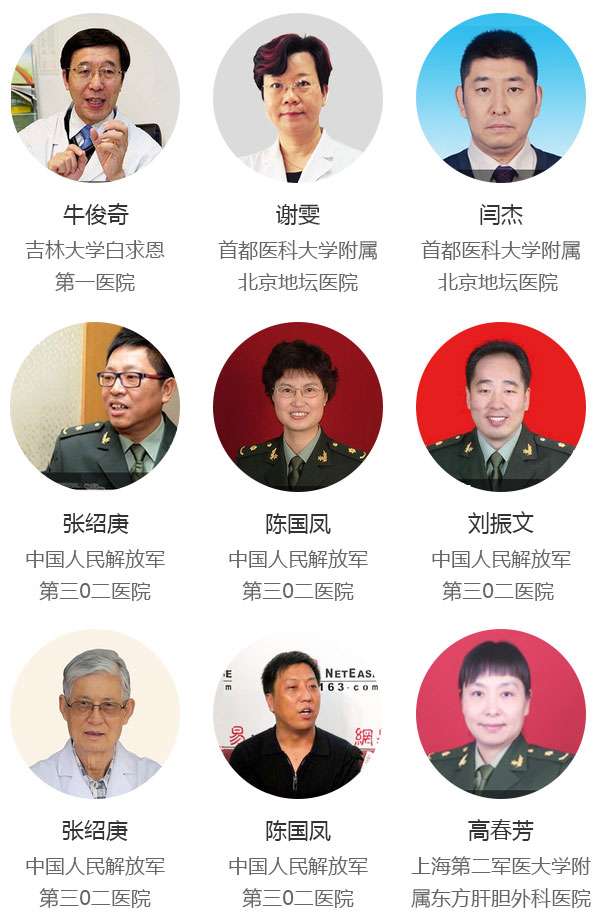 牛俊奇
吉林大学白求恩
第一医院
谢雯
首都医科大学附属
北京地坛医院
闫杰
首都医科大学附属
北京地坛医院
张绍庚
中国人民解放军
第三0二医院
陈国凤
中国人民解放军
第三0二医院
刘振文
中国人民解放军
第三0二医院
NETEASE
163.com
易
網
张绍庚
中国人民解放军
第三0二医院
陈国凤
中国人民解放军
第三0二医院
高春芳
上海第二军医大学附
属东方肝胆外科医院